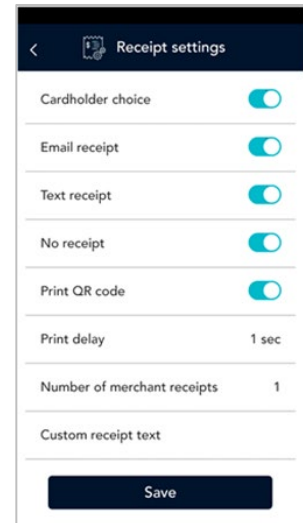 Receipt settings
Cardholder choice
Email receipt
Text receipt
No receipt
Print QR code
Print delay 1 sec
Number of merchant receipts 1
Custom receipt text
Save